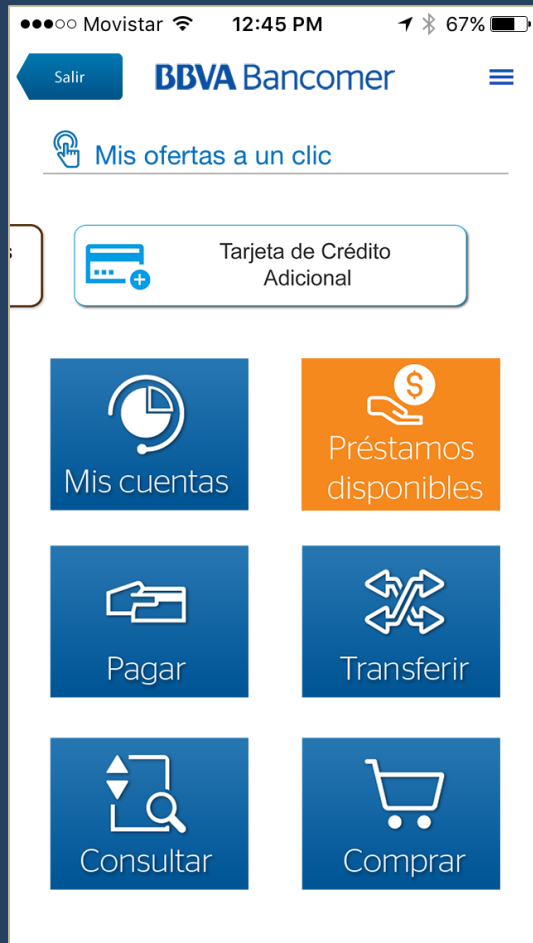 Movistar 12:45 PM 67%
Salir BBVA Bancomer
Mis ofertas a un clic
Tarjeta de Crédito
Adicional
Mis cuentas
$
Préstamos
disponibles
Pagar
Transferir
Consultar
Comprar